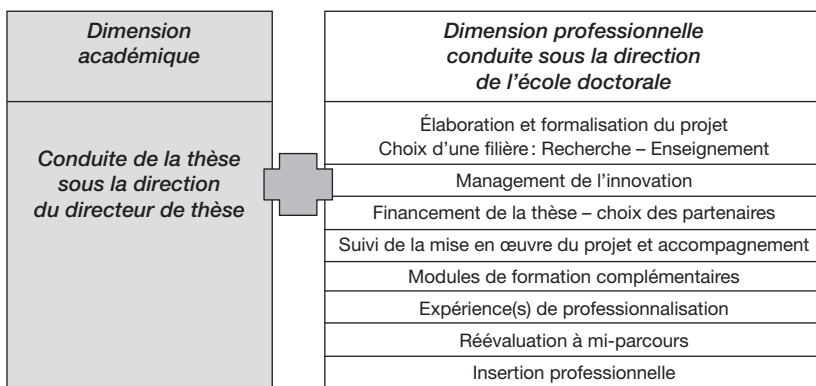 Dimension
académique
Conduite de la thèse
sous la direction
du directeur de thèse
Dimension professionnelle
conduite sous la direction
de l'école doctorale
Élaboration et formalisation du projet
Choix d'une filière : Recherche – Enseignement
Management de l'innovation
Financement de la thèse – choix des partenaires
Suivi de la mise en œuvre du projet et accompagnement
Modules de formation complémentaires
Expérience(s) de professionnalisation
Réévaluation à mi-parcours
Insertion professionnelle